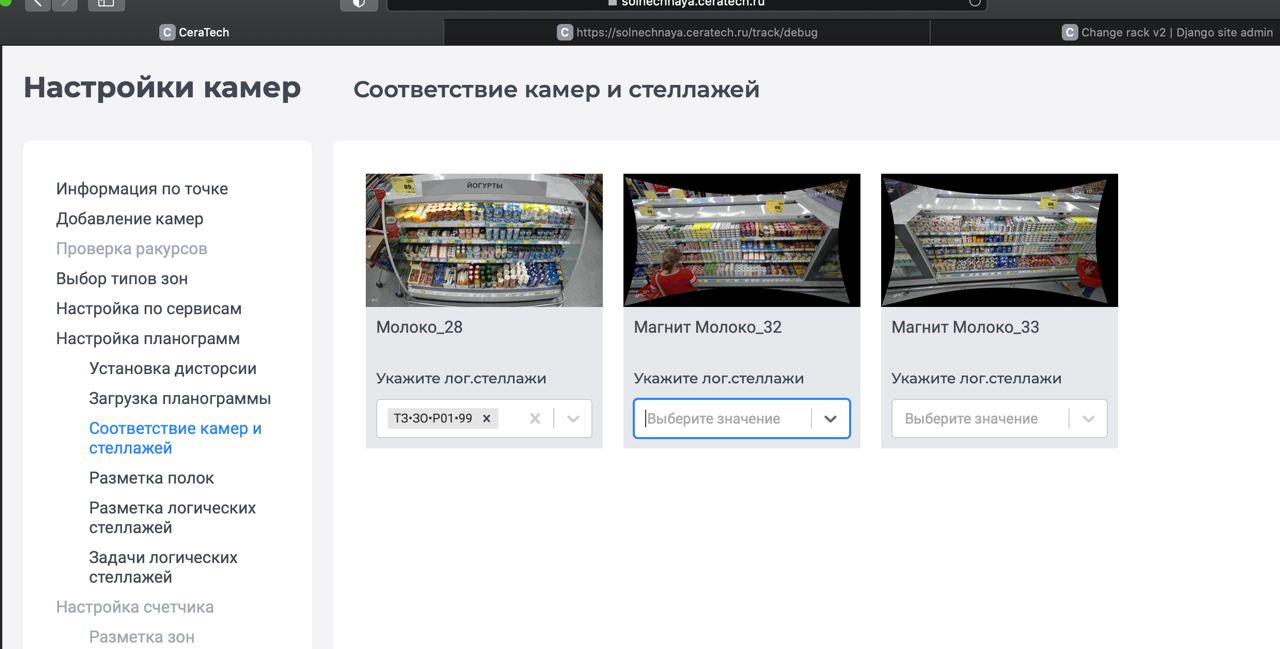 solnechnaya.ceratech.ru
C CeraTech
C https://solnechnaya.ceratech.ru/track/debug
C Change rack v2 | Django site admin
Настройки камер
Соответствие камер и стеллажей
Информация по точке
Добавление камер
Проверка ракурсов
Выбор типов зон
Настройка по сервисам
Настройка планограмм
Установка дисторсии
Загрузка планограммы
Соответствие камер и
стеллажей
Разметка полок
Разметка логических
стеллажей
Задачи логических
стеллажей
Настройка счетчика
Разметка зон
ЙОГУРТЫ
89
Молоко_28
Укажите лог.стеллажи
ТЗ•ЗО•Р01•99
Магнит Молоко_32
Укажите лог.стеллажи
Выберите значение
Магнит Молоко_33
Укажите лог.стеллажи
Выберите значение